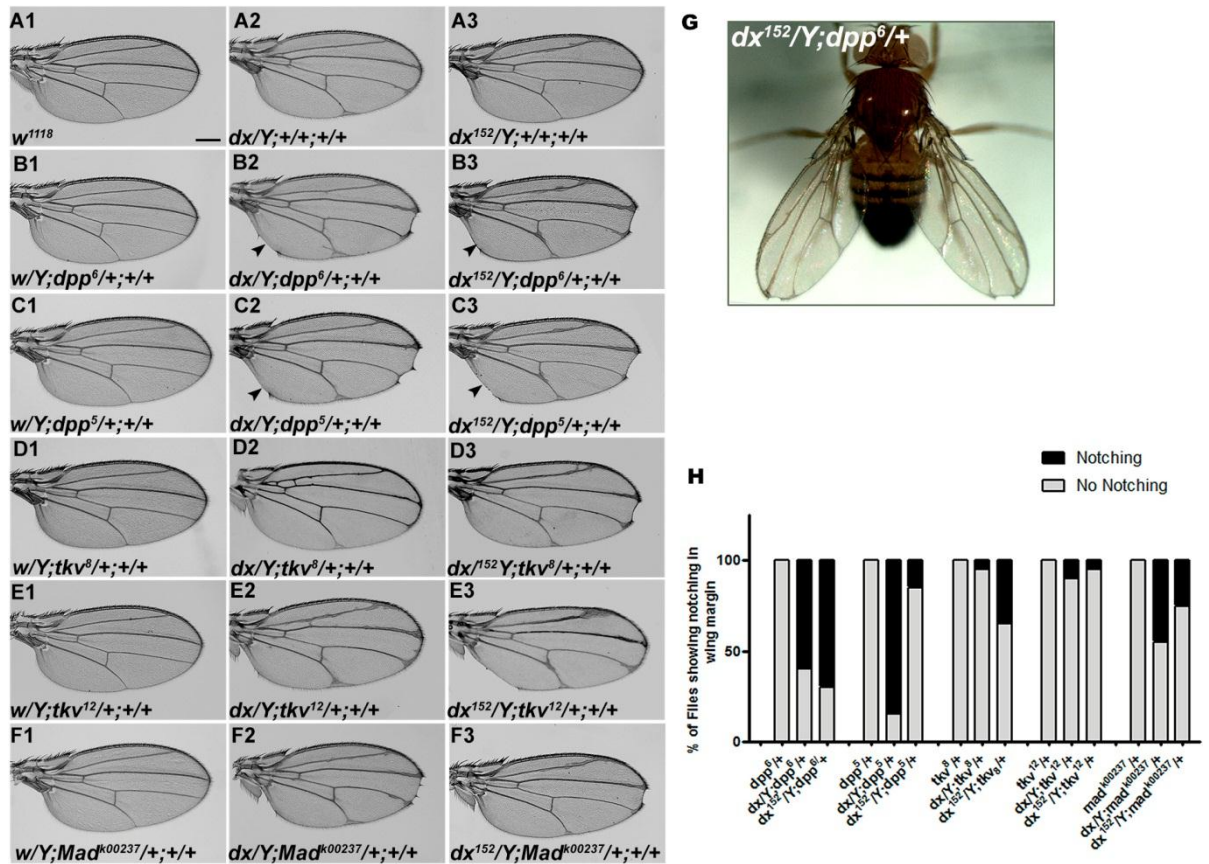 A1
w¹¹¹⁸
A2
dx/Y;+/+;+/+
A3
dx¹⁵²/Y;+/+;+/+
B1
w/Y;dpp⁶/+;+/+
B2
dx/Y;dpp⁶/+;+/+
B3
dx¹⁵²/Y;dpp⁶/+;+/+
C1
w/Y;dpp⁵/+;+/+
C2
dx/Y;dpp⁵/+;+/+
C3
dx¹⁵²/Y;dpp⁵/+;+/+
D1
w/Y;tkv⁸/+;+/+
D2
dx/Y;tkv⁸/+;+/+
D3
dx/¹⁵²Y;tkv⁸/+;+/+
E1
w/Y;tkv¹²/+;+/+
E2
dx/Y;tkv¹²/+;+/+
E3
dx¹⁵²/Y;tkv¹²/+;+/+
F1
w/Y;Madᵏ⁰⁰²³⁷/+;+/+
F2
dx/Y;Madᵏ⁰⁰²³⁷/+;+/+
F3
dx¹⁵²/Y;Madᵏ⁰⁰²³⁷/+;+/+
G
dx¹⁵²/Y;dpp⁶/+
H
Notching
No Notching
% of Flies showing notching in
wing margin
100
50
0
dpp⁶/+
dx/Y;dpp⁶/+
dx¹⁵²/Y;dpp⁶/+
dpp⁵/+
dx/Y;dpp⁵/+
dx¹⁵²/Y;dpp⁵/+
tkv⁸/+
dx/Y;tkv⁸/+
dx¹⁵²/Y;tkv₈/+
tkv¹²/+
dx/Y;tkv¹²/+
dx¹⁵²/Y;tkv¹²/+
madᵏ⁰⁰²³⁷/+
dx/Y;madᵏ⁰⁰²³⁷/+
dx¹⁵²/Y;madᵏ⁰⁰²³⁷/+